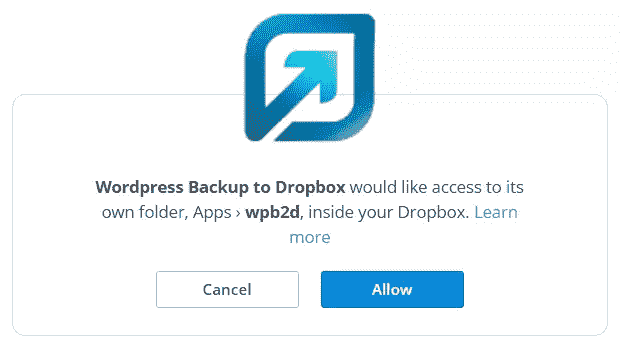 Wordpress Backup to Dropbox would like access to its
own folder, Apps › wpb2d, inside your Dropbox. Learn
more
Cancel
Allow